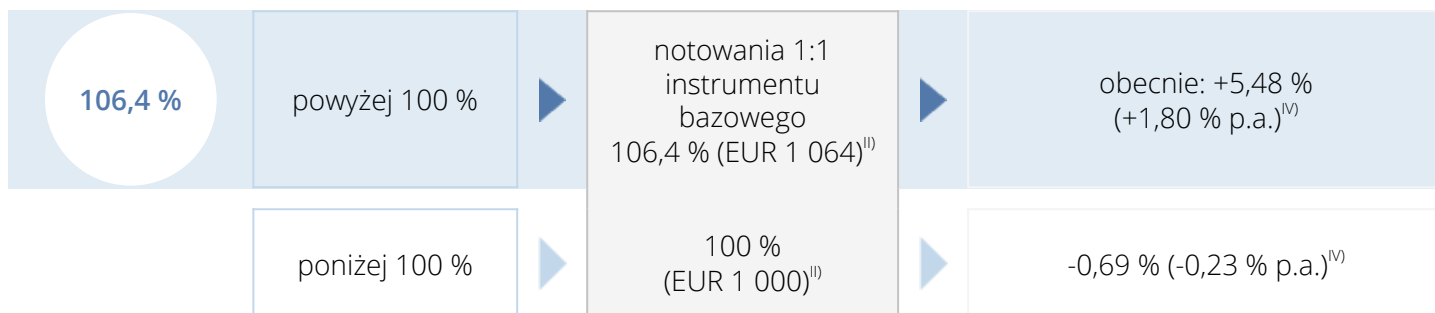 106,4 %
powyżej 100 %
notowania 1:1
instrumentu
bazowego
106,4 % (EUR 1 064)II)
obecnie: +5,48 %
(+1,80 % p.a.)IV)
poniżej 100 %
100 %
(EUR 1 000)II)
-0,69 % (-0,23 % p.a.)IV)